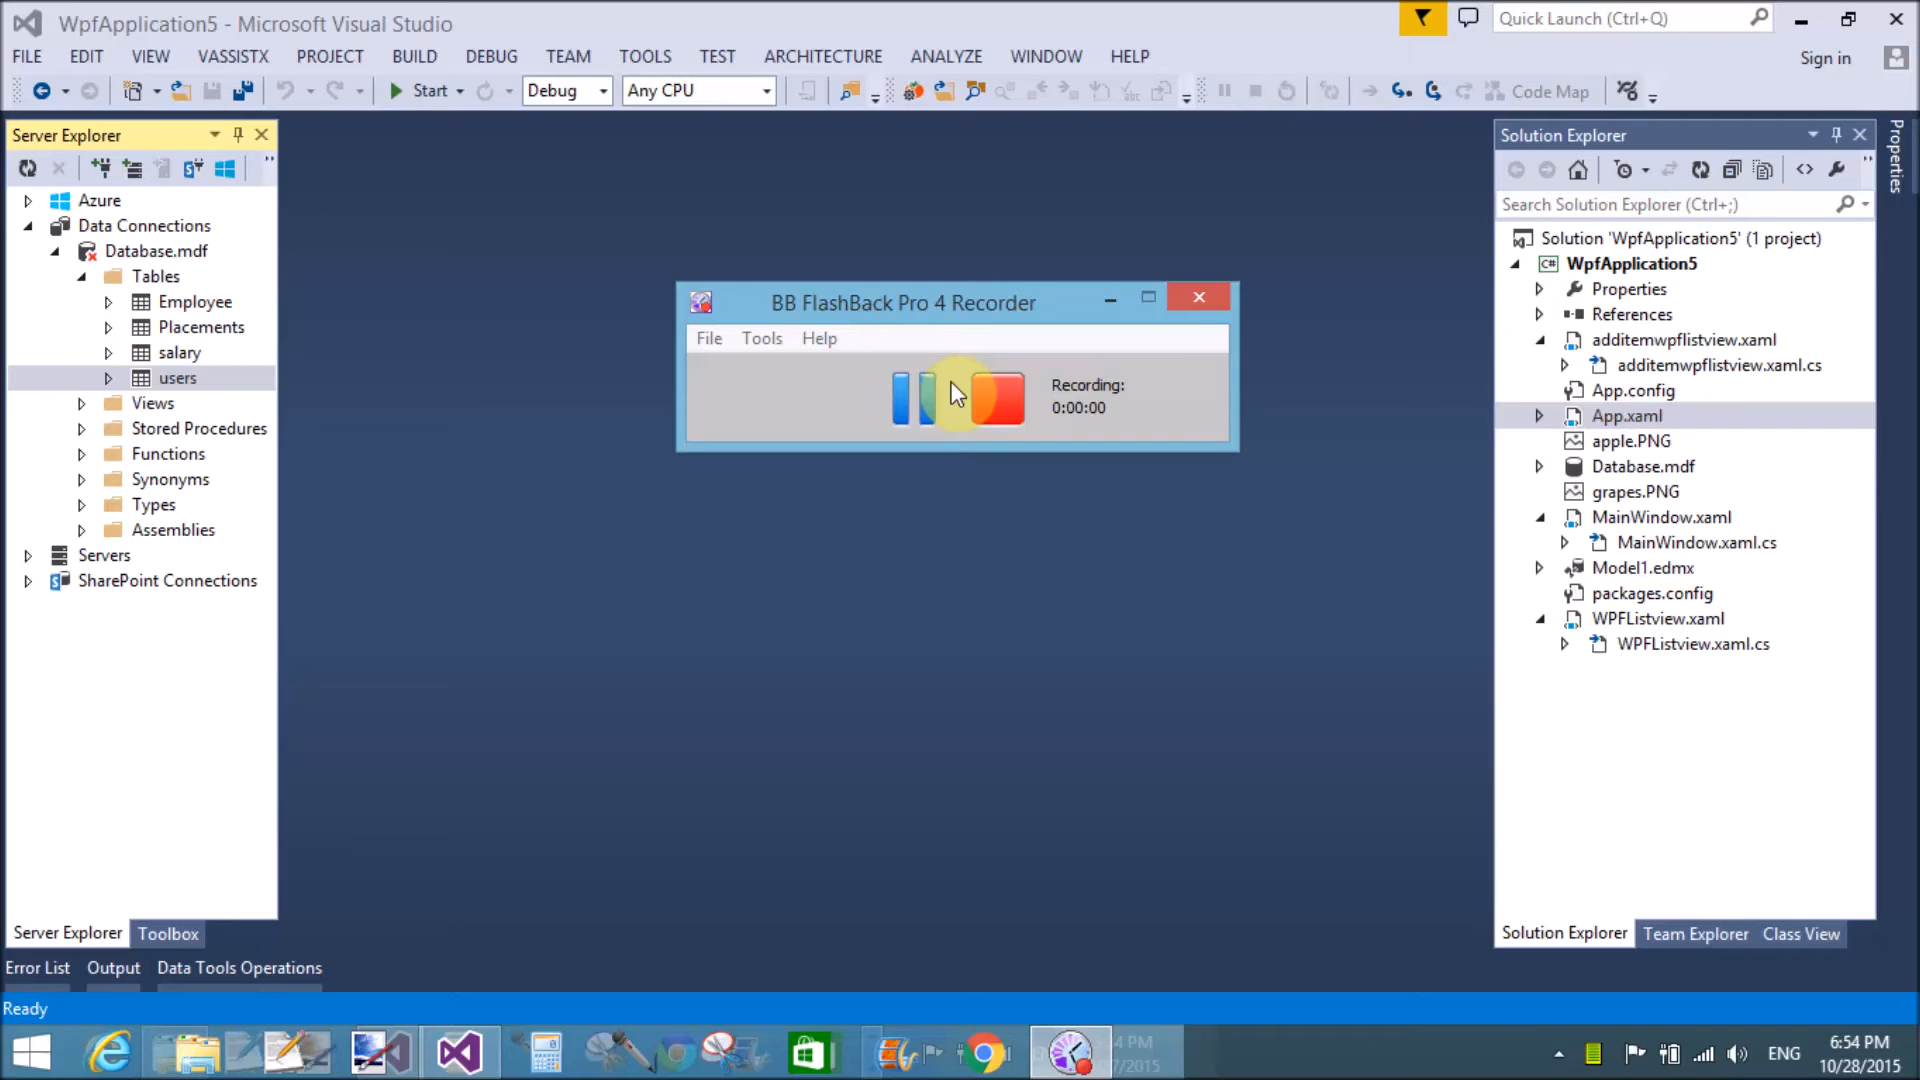 WpfApplication5 - Microsoft Visual Studio
Quick Launch (Ctrl+Q)
FILE EDIT VIEW VASSISTX PROJECT BUILD DEBUG TEAM TOOLS TEST ARCHITECTURE ANALYZE WINDOW HELP
Sign in
Start Debug Any CPU Code Map
Server Explorer
Azure
Data Connections
Database.mdf
Tables
Employee
Placements
salary
users
Views
Stored Procedures
Functions
Synonyms
Types
Assemblies
Servers
SharePoint Connections
Server Explorer Toolbox
BB FlashBack Pro 4 Recorder
File Tools Help
Recording:
0:00:00
Solution Explorer
Search Solution Explorer (Ctrl+;)
Solution 'WpfApplication5' (1 project)
C# WpfApplication5
Properties
References
additemwpflistview.xaml
additemwpflistview.xaml.cs
App.config
App.xaml
apple.PNG
Database.mdf
grapes.PNG
MainWindow.xaml
MainWindow.xaml.cs
Model1.edmx
packages.config
WPFListview.xaml
WPFListview.xaml.cs
Solution Explorer Team Explorer Class View
Properties
Error List Output Data Tools Operations
Ready
4 PM
7/2015
ENG
6:54 PM
10/28/2015